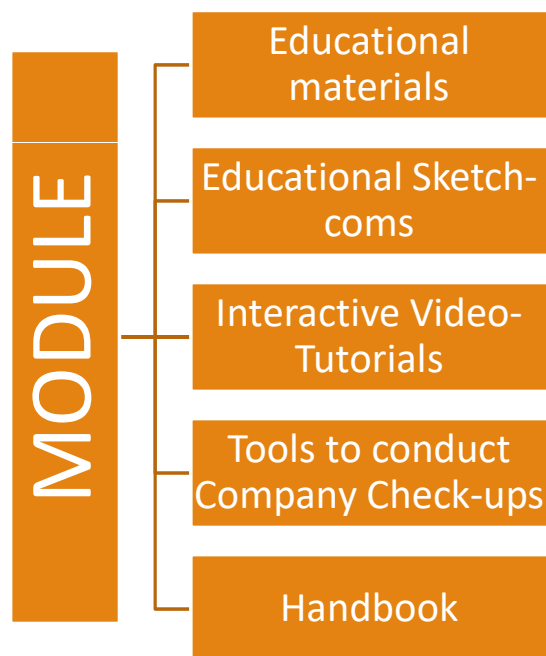 MODULE
Educational
materials
Educational Sketch-
coms
Interactive Video-
Tutorials
Tools to conduct
Company Check-ups
Handbook